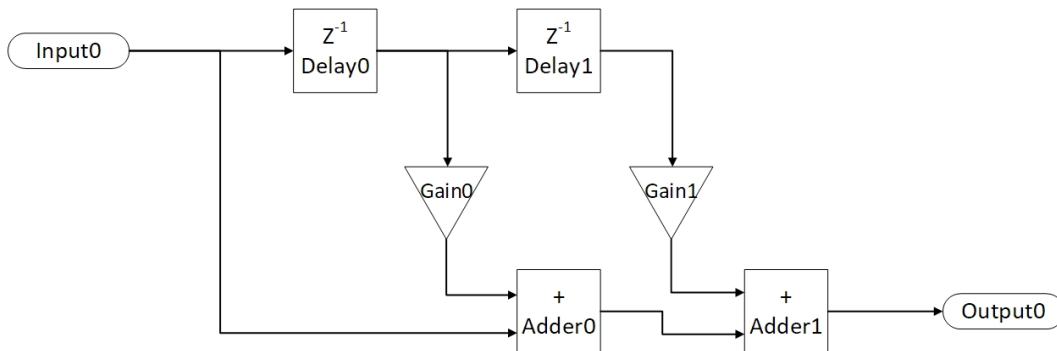 Input0
Z⁻¹
Delay0
Z⁻¹
Delay1
Gain0
Gain1
+
Adder0
+
Adder1
Output0